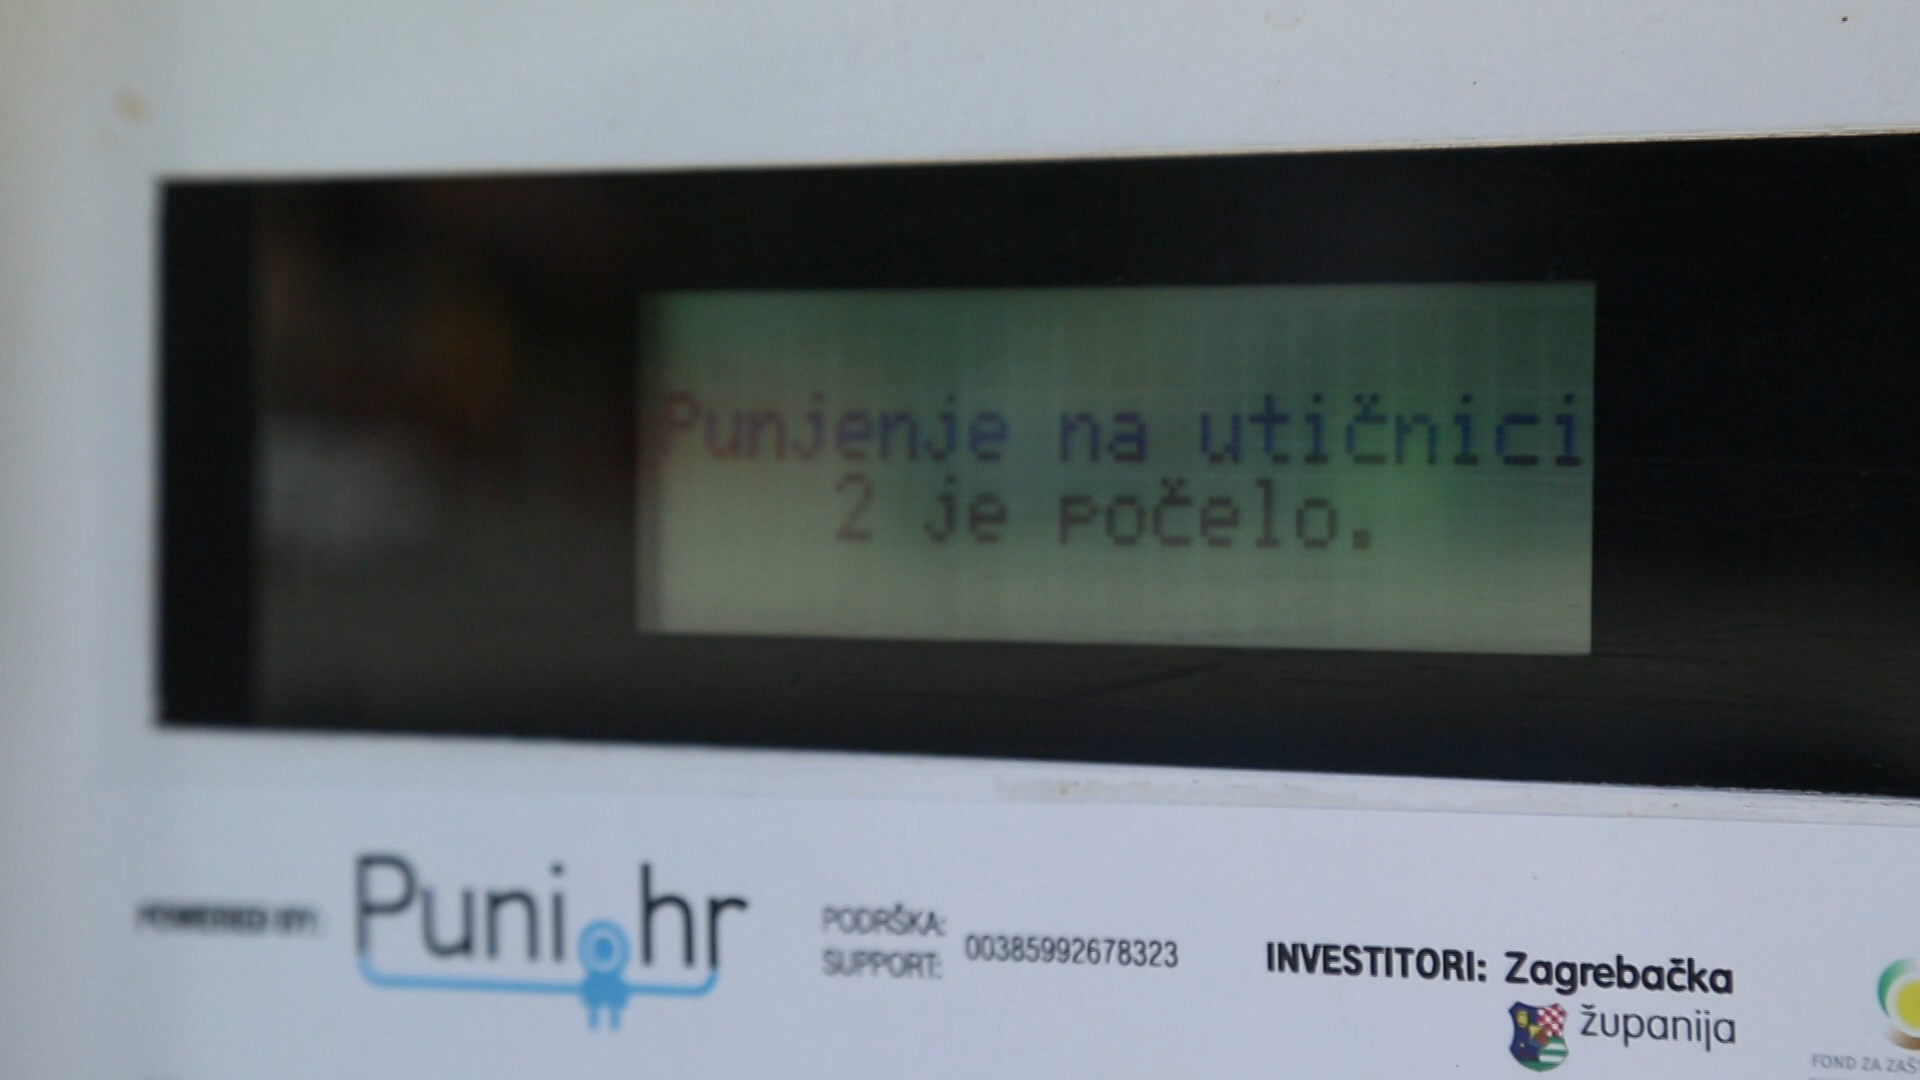 Punjenje na utičnici
2 je počelo.
POWERED BY:
Puni.hr
PODRŠKA:
SUPPORT:
00385992678323
INVESTITORI: Zagrebačka
županija
FOND ZA ZAŠ